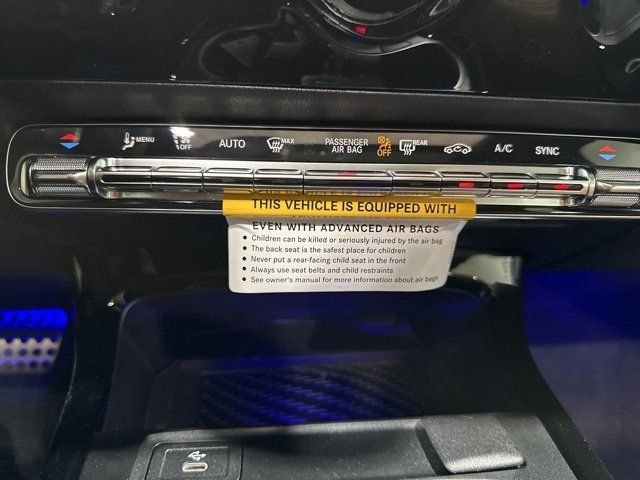 MENU
OFF
AUTO
MAX
PASSENGER
AIR BAG
OFF
REAR
A/C
SYNC
THIS VEHICLE IS EQUIPPED WITH
EVEN WITH ADVANCED AIR BAGS
• Children can be killed or seriously injured by the air bag
• The back seat is the safest place for children
• Never put a rear-facing child seat in the front
• Always use seat belts and child restraints
• See owner's manual for more information about air bags